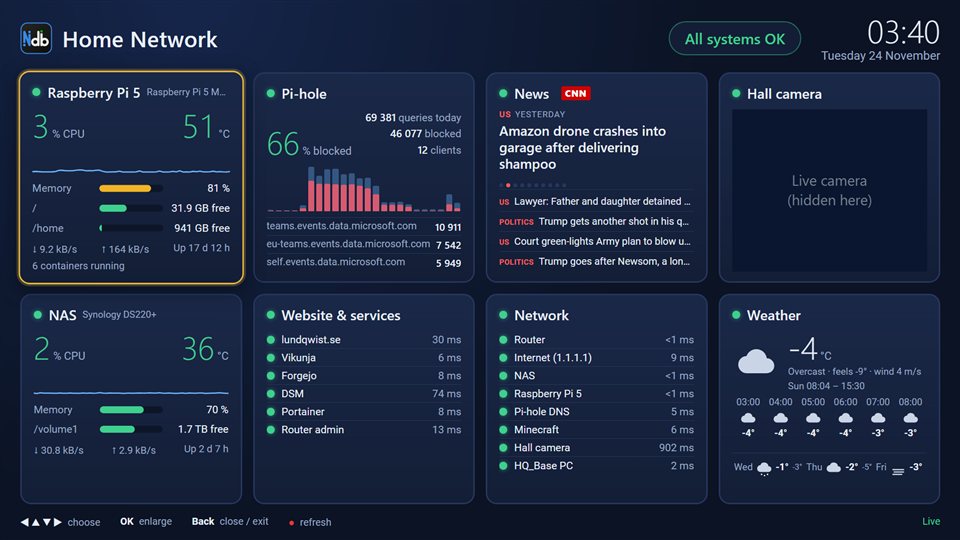 Ndb
Home Network
All systems OK
03:40
Tuesday 24 November
Raspberry Pi 5 Raspberry Pi 5 M...
3 % CPU 51 °C
Memory 81 %
/ 31.9 GB free
/home 941 GB free
↓ 9.2 kB/s ↑ 164 kB/s Up 17 d 12 h
6 containers running
Pi-hole
69 381 queries today
46 077 blocked
12 clients
66 % blocked
teams.events.data.microsoft.com 10 911
eu-teams.events.data.microsoft.com 7 542
self.events.data.microsoft.com 5 949
News CNN
US YESTERDAY
Amazon drone crashes into
garage after delivering
shampoo
US Lawyer: Father and daughter detained ...
POLITICS Trump gets another shot in his q...
US Court green-lights Army plan to blow u...
POLITICS Trump goes after Newsom, a lon...
Hall camera
Live camera
(hidden here)
NAS Synology DS220+
2 % CPU 36 °C
Memory 70 %
/volume1 1.7 TB free
↓ 30.8 kB/s ↑ 2.9 kB/s Up 2 d 7 h
Website & services
lundqwist.se 30 ms
Vikunja 6 ms
Forgejo 8 ms
DSM 74 ms
Portainer 8 ms
Router admin 13 ms
Network
Router <1 ms
Internet (1.1.1.1) 9 ms
NAS <1 ms
Raspberry Pi 5 <1 ms
Pi-hole DNS 5 ms
Minecraft 6 ms
Hall camera 902 ms
HQ_Base PC 2 ms
Weather
-4 °C
Overcast · feels -9° · wind 4 m/s
Sun 08:04 – 15:30
03:00 04:00 05:00 06:00 07:00 08:00
-4° -4° -4° -4° -3° -3°
Wed -1° -3° Thu -2° -5° Fri -3°
◀▲▼▶ choose OK enlarge Back close / exit ● refresh
Live